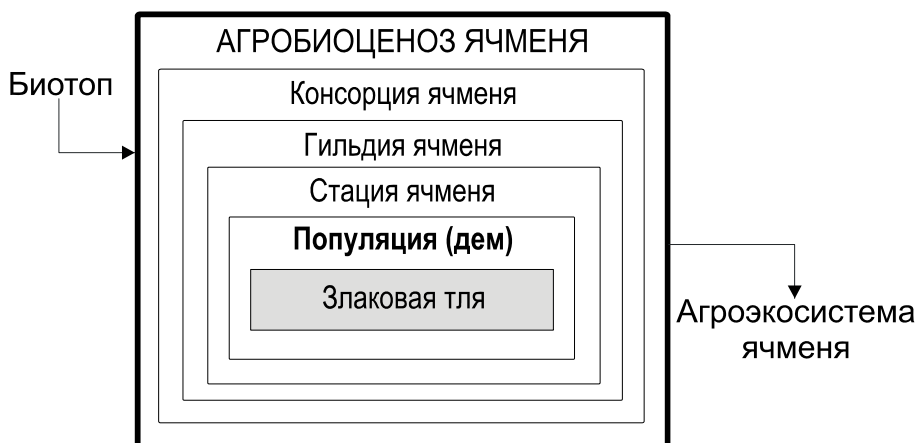 АГРОБИОЦЕНОЗ ЯЧМЕНЯ
Биотоп
Консорция ячменя
Гильдия ячменя
Стация ячменя
Популяция (дем)
Злаковая тля
Агроэкосистема
ячменя